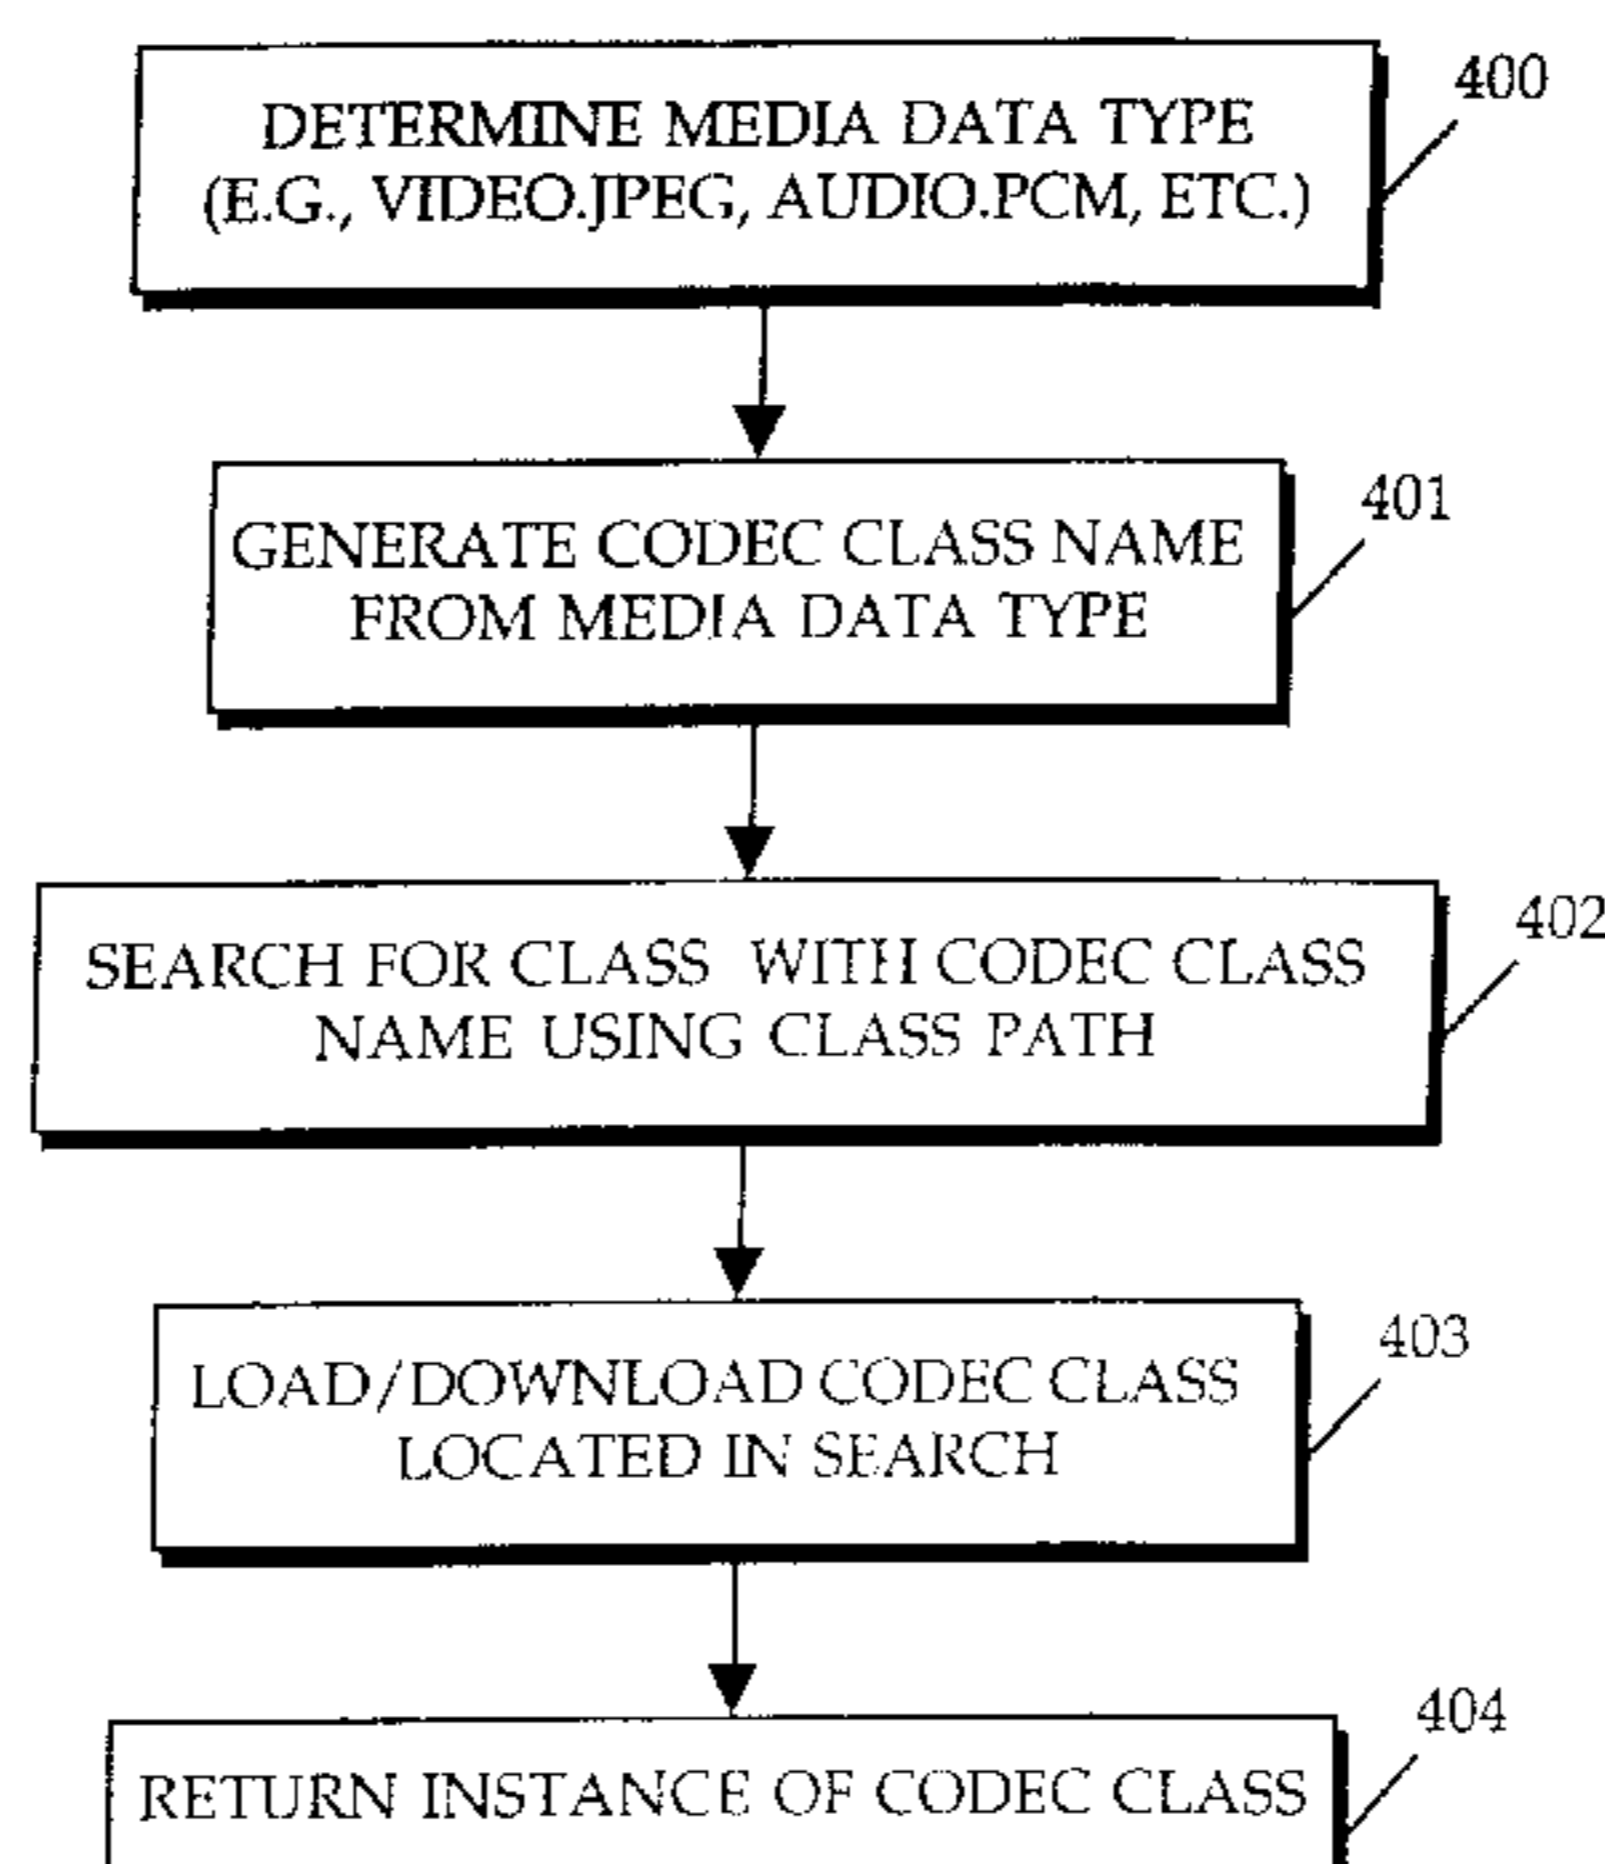 400
DETERMINE MEDIA DATA TYPE
(E.G., VIDEO.JPEG, AUDIO.PCM, ETC.)
401
GENERATE CODEC CLASS NAME
FROM MEDIA DATA TYPE
402
SEARCH FOR CLASS WITH CODEC CLASS
NAME USING CLASS PATH
403
LOAD/DOWNLOAD CODEC CLASS
LOCATED IN SEARCH
404
RETURN INSTANCE OF CODEC CLASS